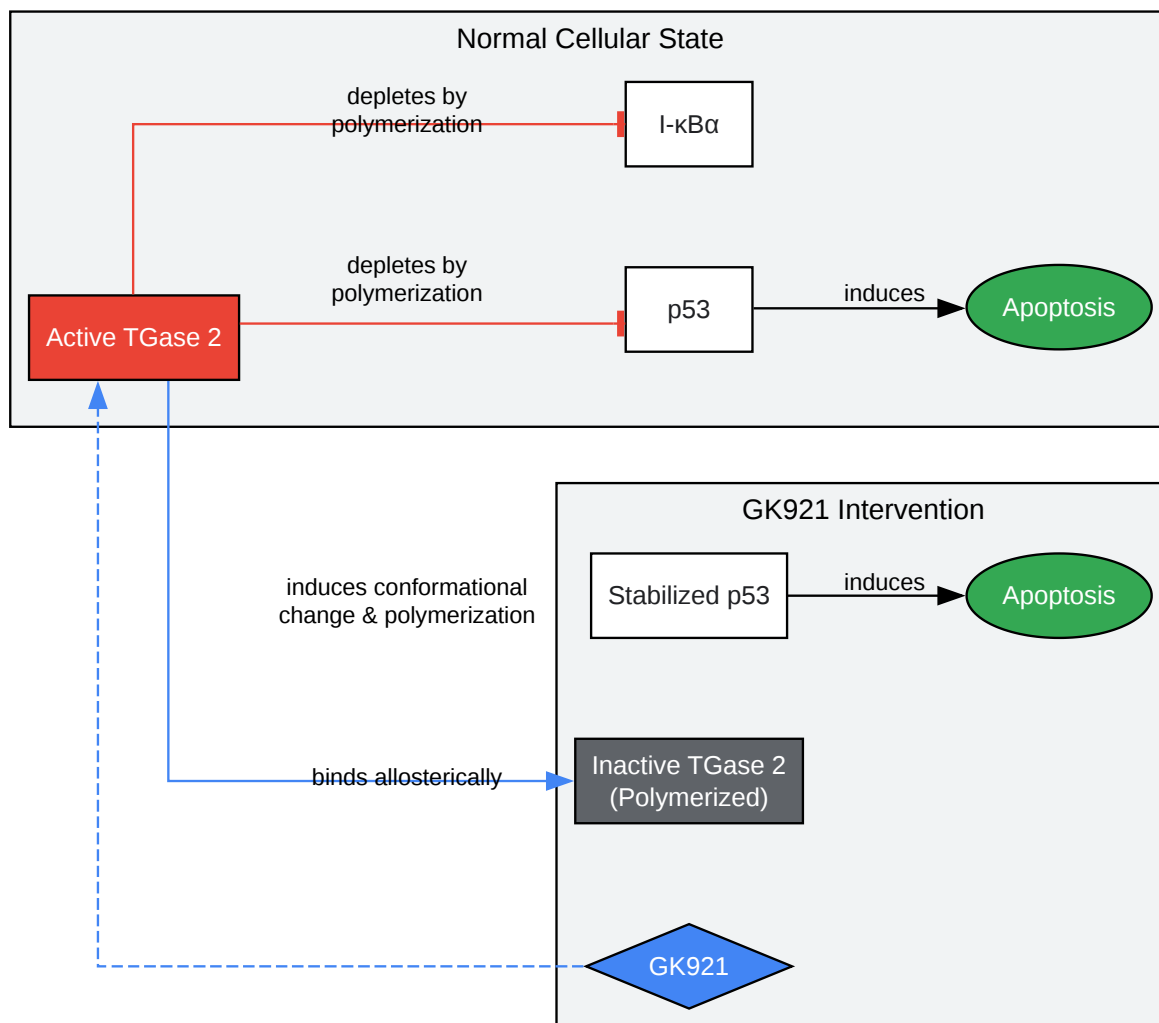 Normal Cellular State
depletes by
polymerization
I-κBα
depletes by
polymerization
Active TGase 2
p53
induces
Apoptosis
GK921 Intervention
induces conformational
change & polymerization
Stabilized p53
induces
Apoptosis
binds allosterically
Inactive TGase 2
(Polymerized)
GK921